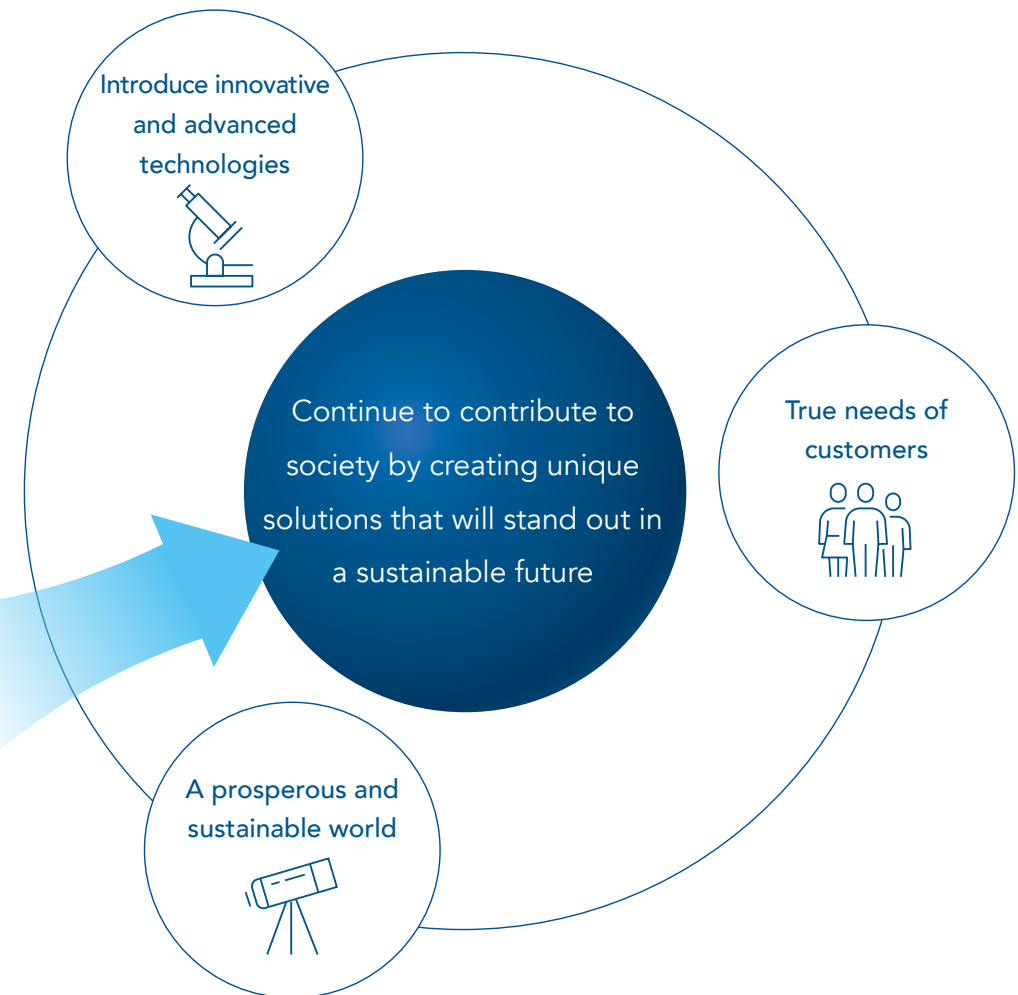 Introduce innovative
and advanced
technologies
Continue to contribute to
society by creating unique
solutions that will stand out in
a sustainable future
True needs of
customers
A prosperous and
sustainable world